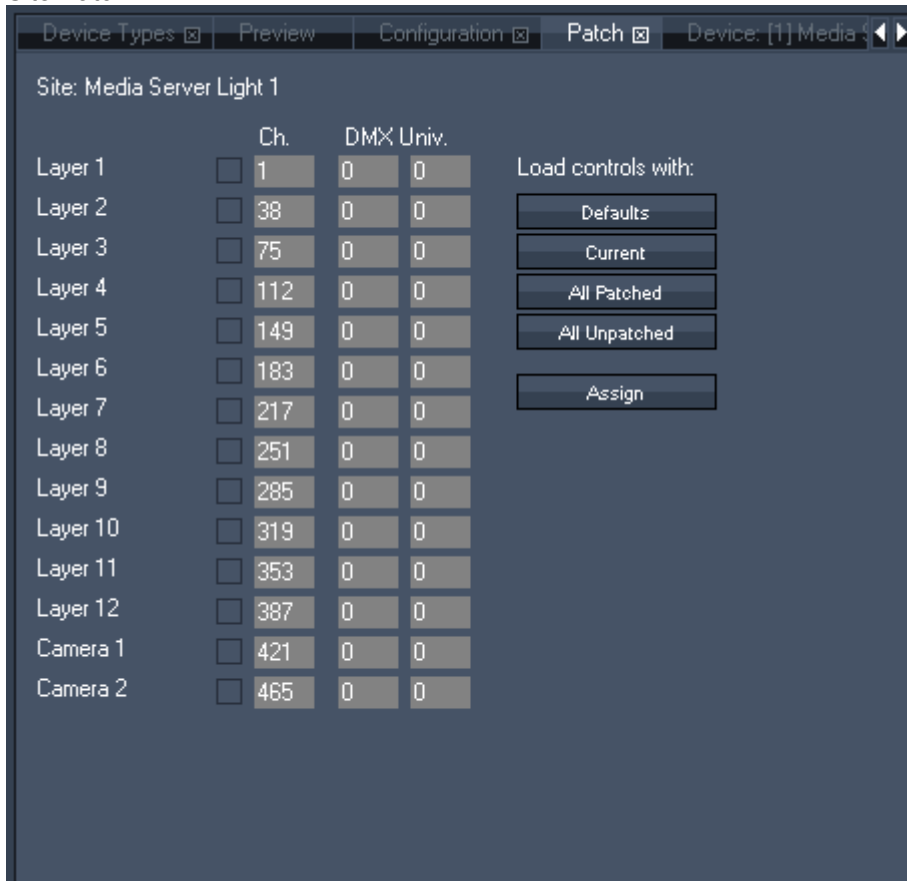 Device Types Preview Configuration Patch Device: [1] Media
Site: Media Server Light 1
Ch. DMX Univ.
Layer 1 1 0 0 Load controls with:
Layer 2 38 0 0 Defaults
Layer 3 75 0 0 Current
Layer 4 112 0 0 All Patched
Layer 5 149 0 0 All Unpatched
Layer 6 183 0 0
Layer 7 217 0 0 Assign
Layer 8 251 0 0
Layer 9 285 0 0
Layer 10 319 0 0
Layer 11 353 0 0
Layer 12 387 0 0
Camera 1 421 0 0
Camera 2 465 0 0